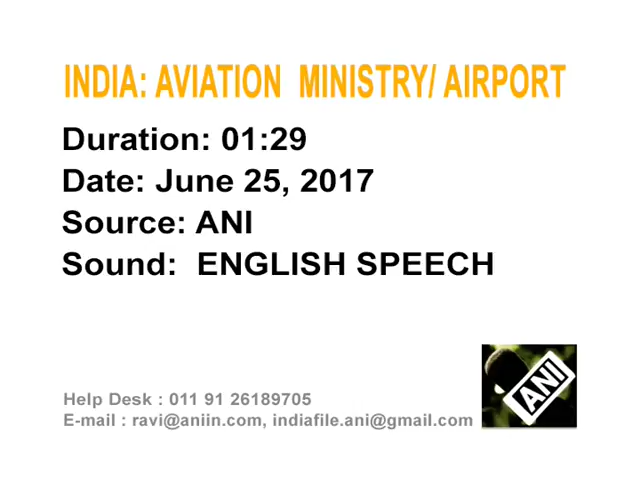 INDIA: AVIATION  MINISTRY/ AIRPORT
Duration: 01:29
Date: June 25, 2017
Source: ANI
Sound:  ENGLISH SPEECH
ANI
Help Desk : 011 91 26189705
E-mail : ravi@aniin.com, indiafile.ani@gmail.com